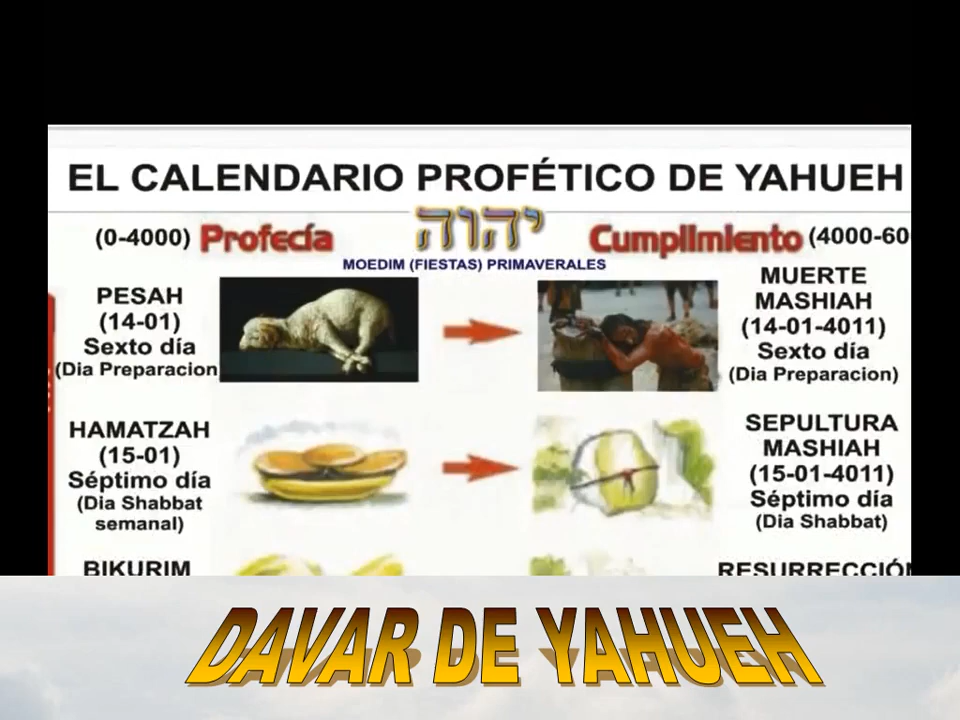 EL CALENDARIO PROFÉTICO DE YAHUEH
(0-4000) Profecía יהוה Cumplimiento (4000-60
MOEDIM (FIESTAS) PRIMAVERALES
PESAH
(14-01)
Sexto día
(Dia Preparacion
MUERTE
MASHIAH
(14-01-4011)
Sexto día
(Dia Preparacion)
HAMATZAH
(15-01)
Séptimo día
(Dia Shabbat
semanal)
SEPULTURA
MASHIAH
(15-01-4011)
Séptimo día
(Dia Shabbat)
BIKURIM
RESURRECCIÓN
DAVAR DE YAHUEH